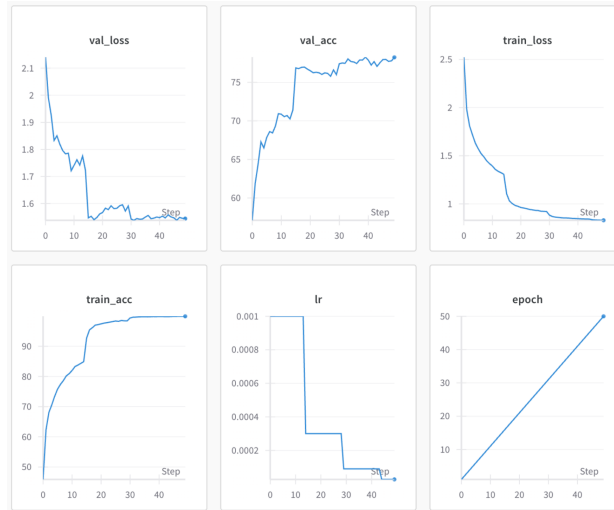 val_loss
2.1
2
1.9
1.8
1.7
1.6
Step
0 10 20 30 40
val_acc
75
70
65
60
Step
0 10 20 30 40
train_loss
2.5
2
1.5
1
Step
0 10 20 30 40
train_acc
90
80
70
60
50
Step
0 10 20 30 40
lr
0.001
0.0008
0.0006
0.0004
0.0002
Step
0 10 20 30 40
epoch
50
40
30
20
10
Step
0 10 20 30 40